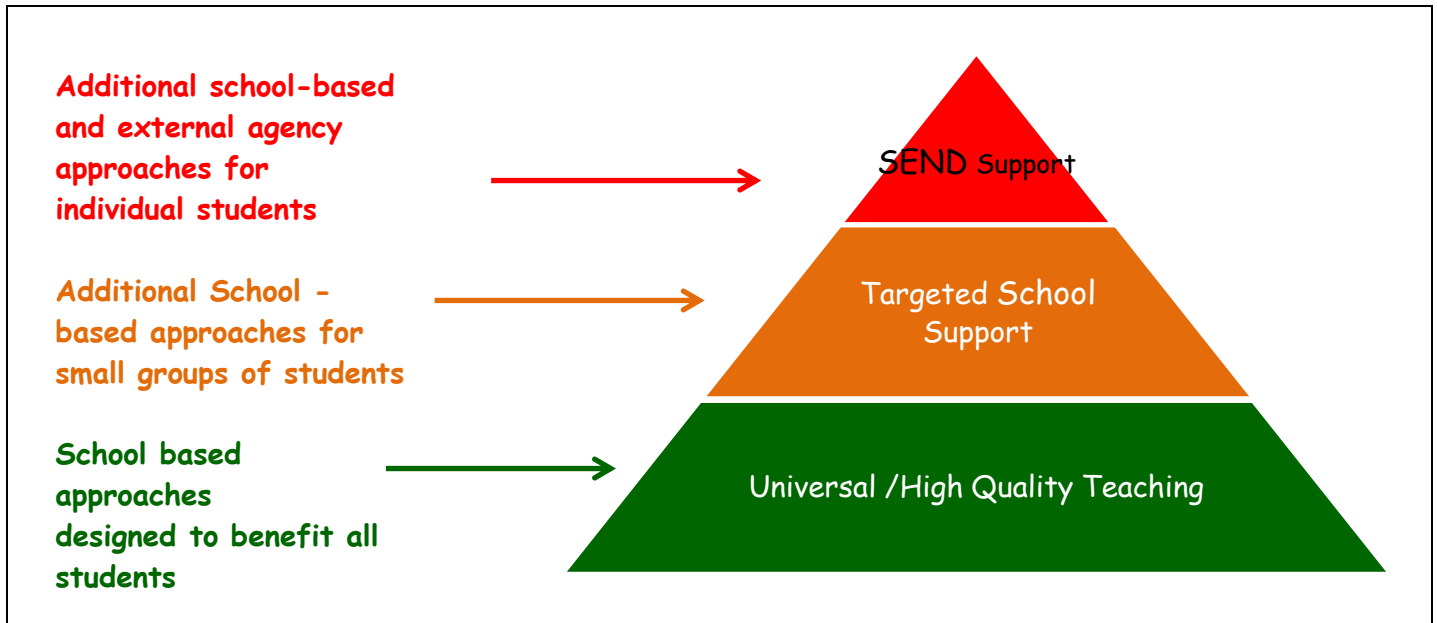 Additional school-based
and external agency
approaches for
individual students
SEND Support
Additional School -
based approaches for
small groups of students
Targeted School
Support
School based
approaches
designed to benefit all
students
Universal /High Quality Teaching